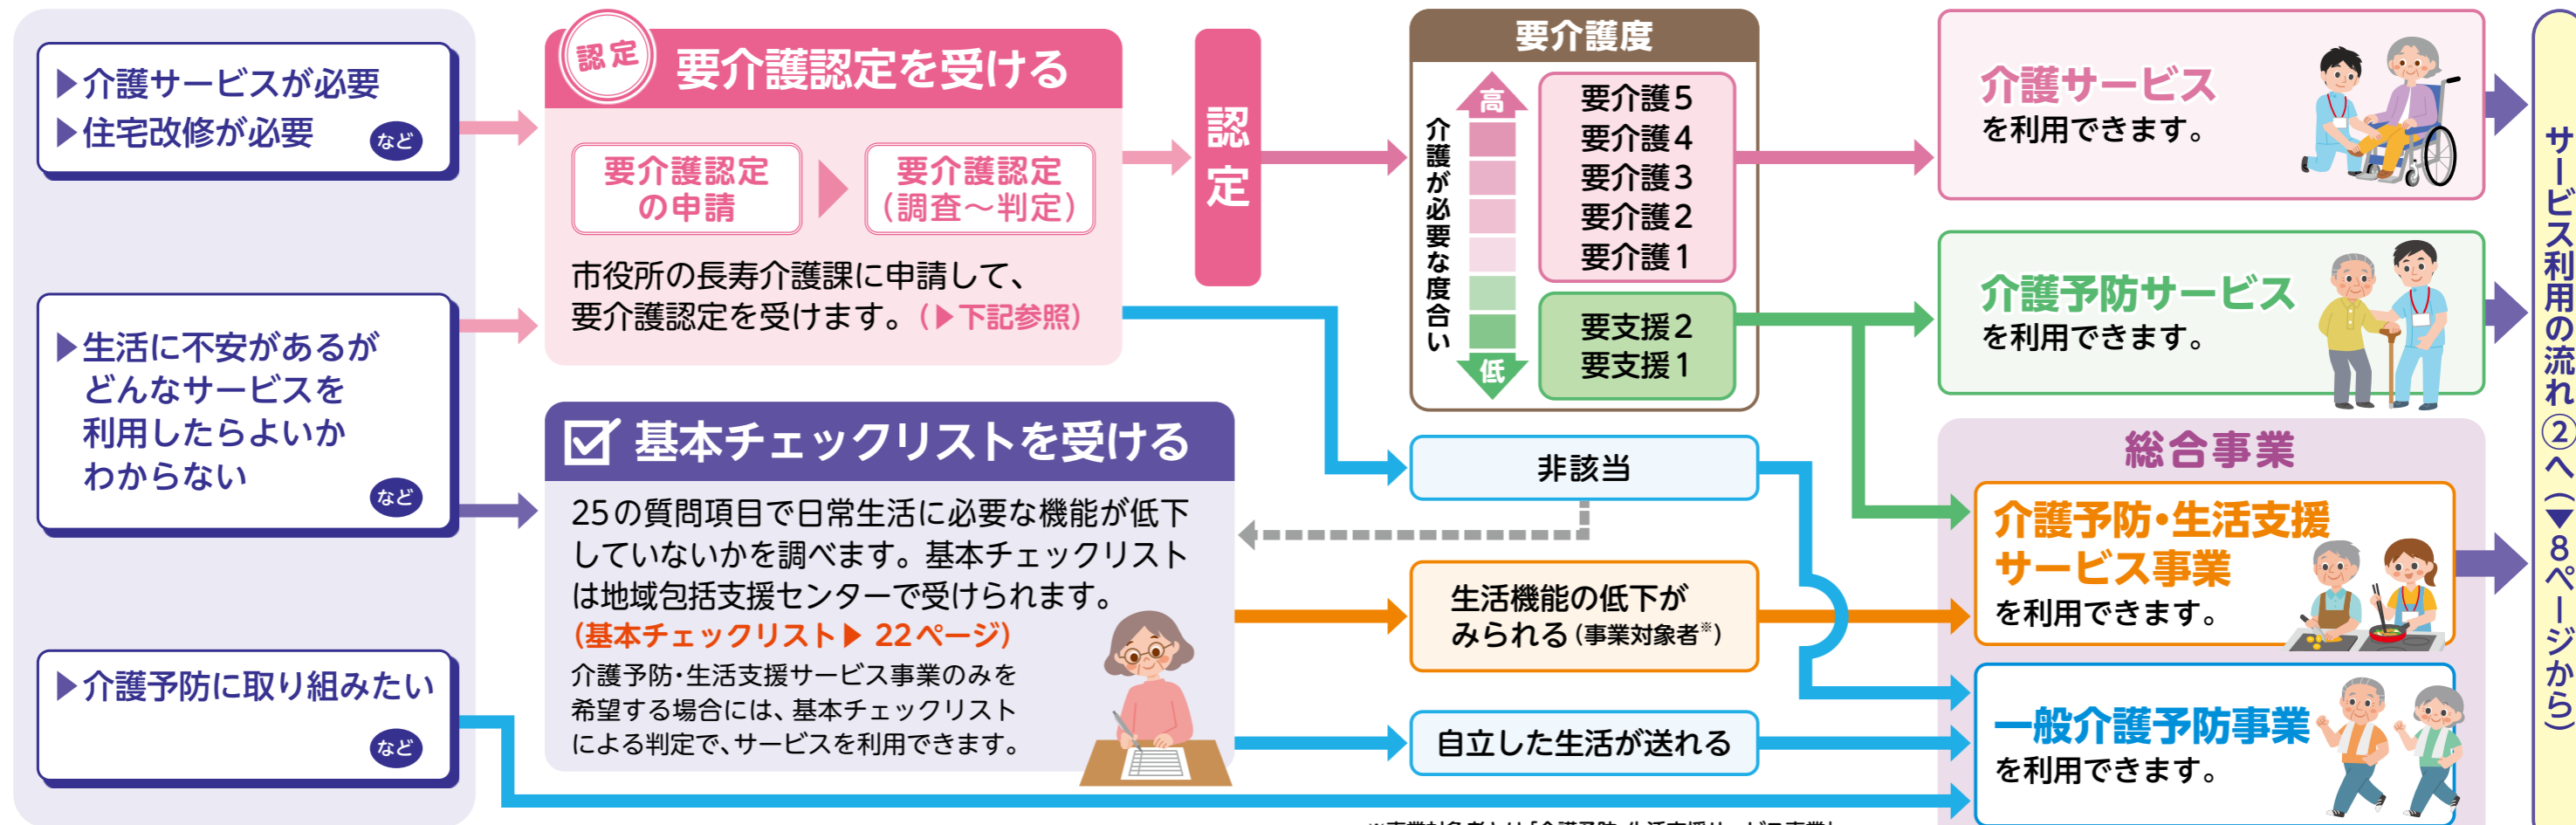 ▶介護サービスが必要
▶住宅改修が必要
など
▶生活に不安があるが
どんなサービスを
利用したらよいか
わからない
など
▶介護予防に取り組みたい
など
認定
要介護認定を受ける
要介護認定
の申請
要介護認定
(調査～判定)
市役所の長寿介護課に申請して、
要介護認定を受けます。(▶下記参照)
基本チェックリストを受ける
25の質問項目で日常生活に必要な機能が低下
していないかを調べます。基本チェックリスト
は地域包括支援センターで受けられます。
(基本チェックリスト▶ 22ページ)
介護予防・生活支援サービス事業のみを
希望する場合には、基本チェックリスト
による判定で、サービスを利用できます。
認定
要介護度
介護が必要な度合い
高
低
要介護5
要介護4
要介護3
要介護2
要介護1
要支援2
要支援1
非該当
生活機能の低下が
みられる(事業対象者※)
自立した生活が送れる
介護サービス
を利用できます。
介護予防サービス
を利用できます。
総合事業
介護予防・生活支援
サービス事業
を利用できます。
一般介護予防事業
を利用できます。
サービス利用の流れ②へ(▼8ページから)